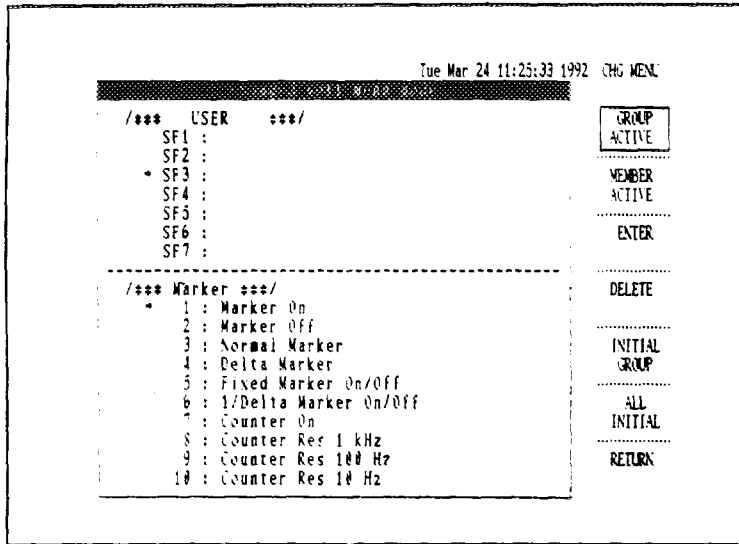 Tue Mar 24 11:25:33 1992 CHG MENU
/*** USER ***/
SF1 :
SF2 :
SF3 :
SF4 :
SF5 :
SF6 :
SF7 :
/*** Marker ***/
1 : Marker On
2 : Marker Off
3 : Normal Marker
4 : Delta Marker
5 : Fixed Marker On/Off
6 : 1/Delta Marker On/Off
7 : Counter On
8 : Counter Res 1 kHz
9 : Counter Res 100 Hz
10 : Counter Res 10 Hz
GROUP
ACTIVE
MEMBER
ACTIVE
ENTER
DELETE
INITIAL
GROUP
ALL
INITIAL
RETURN